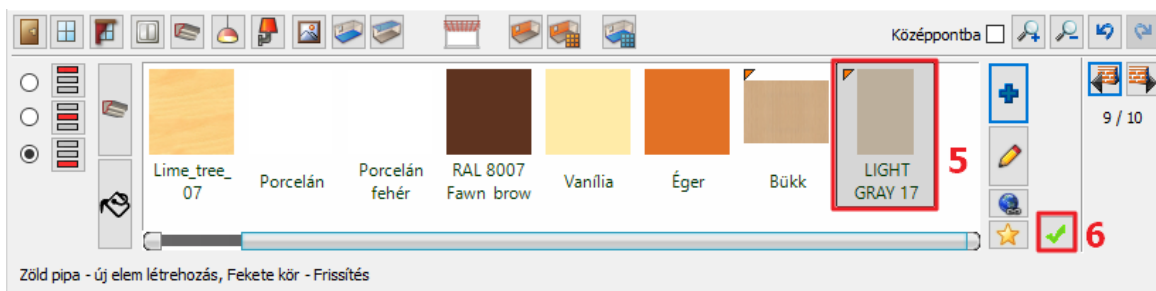 Középpontba
Lime_tree_
07
Porcelán
Porcelán
fehér
RAL 8007
Fawn brow
Vanília
Éger
Bükk
LIGHT
GRAY 17
5
9 / 10
6
Zöld pipa - új elem létrehozás, Fekete kör - Frissítés